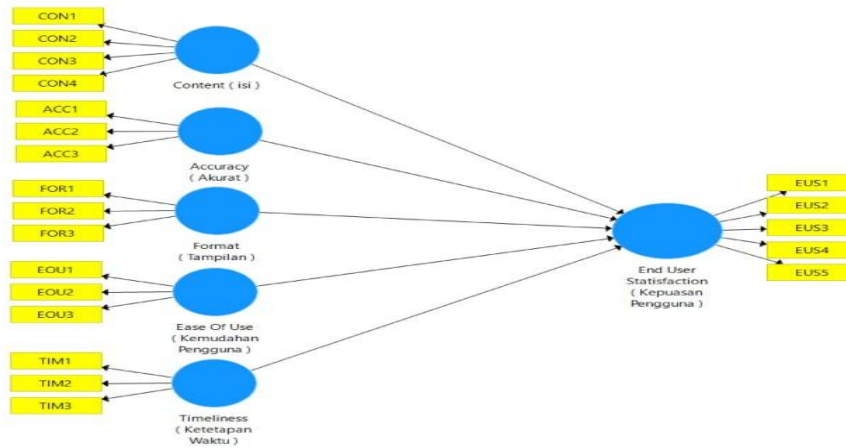 CON1
CON2
CON3
CON4
Content ( isi )
ACC1
ACC2
ACC3
Accuracy
( Akurat )
FOR1
FOR2
FOR3
Format
( Tampilan )
EOU1
EOU2
EOU3
Ease Of Use
( Kemudahan
Pengguna )
TIM1
TIM2
TIM3
Timeliness
( Ketetapan
Waktu )
End User
Statisfaction
( Kepuasan
Pengguna )
EUS1
EUS2
EUS3
EUS4
EUS5